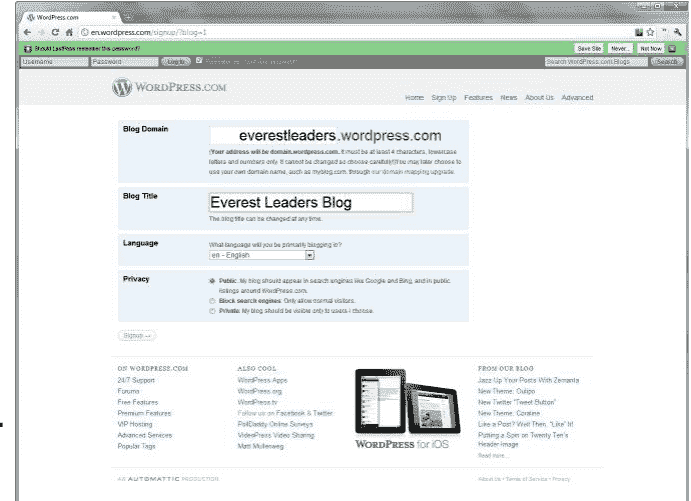 WordPress.com
en.wordpress.com/signup/?blog=1
Should LastPass remember this password?
Save Site Never... Not Now
Username Password Log In
Search WordPress.com Blogs Search
WORDPRESS.COM
Home Sign Up Features News About Us Advanced
Blog Domain
everestleaders.wordpress.com
(Your address will be domain.wordpress.com. It must be at least 4 characters, lowercase
letters and numbers only. It cannot be changed so choose carefully!)You may later choose to
use your own domain name, such as myblog.com, through our domain mapping upgrade.
Blog Title
Everest Leaders Blog
The blog title can be changed at any time.
Language
What language will you be primarily blogging in?
en - English
Privacy
Public. My blog should appear in search engines like Google and Bing, and in public
listings around WordPress.com.
Block search engines. Only allow normal visitors.
Private. My blog should be visible only to users I choose.
Signup →
ON WORDPRESS.COM
24/7 Support
Forums
Free Features
Premium Features
VIP Hosting
Advanced Services
Popular Tags
ALSO COOL
WordPress Apps
WordPress.org
WordPress.tv
Follow us on Facebook & Twitter
PollDaddy Online Surveys
VideoPress Video Sharing
Matt Mullenweg
WORDPRESS for iOS
FROM OUR BLOG
Jazz Up Your Posts With Zemanta
New Theme: Oulipo
New Twitter "Tweet Button"
New Theme: Coraline
Like a Post? Well Then, "Like" It!
Putting a Spin on Twenty Ten's
Header Image
Read more...
AN AUTOMATTIC PRODUCTION
About Us • Terms of Service • Privacy